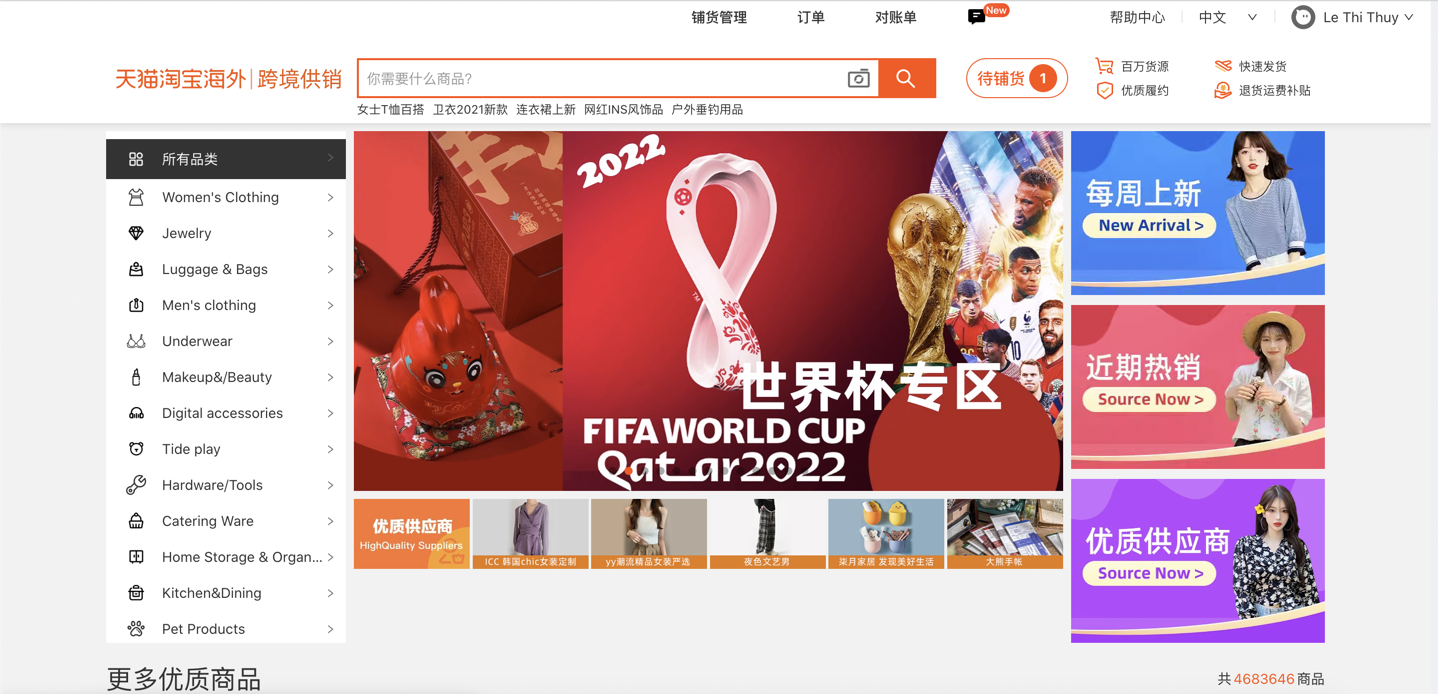 铺货管理
订单
对账单
New
帮助中心
中文
Le Thi Thuy
天猫淘宝海外|跨境供销
你需要什么商品?
待铺货 1
百万货源
快速发货
优质履约
退货运费补贴
女士T恤百搭 卫衣2021新款 连衣裙上新 网红INS风饰品 户外垂钓用品
所有品类
Women's Clothing
Jewelry
Luggage & Bags
Men's clothing
Underwear
Makeup&/Beauty
Digital accessories
Tide play
Hardware/Tools
Catering Ware
Home Storage & Organ...
Kitchen&Dining
Pet Products
2022
TM
世界杯专区
FIFA WORLD CUP
Qatar2022
优质供应商
HighQuality Suppliers
ICC 韩国chic女装定制
yy潮流精品女装严选
夜色文艺男
柒月家居 发现美好生活
大熊手帐
每周上新
New Arrival >
近期热销
Source Now >
优质供应商
Source Now >
更多优质商品
共4683646商品